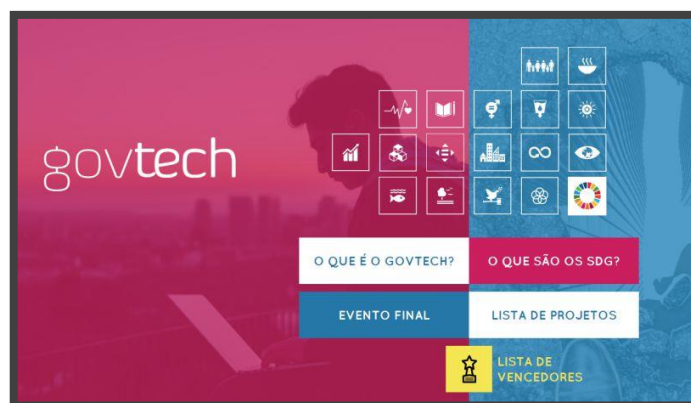 govtech
O QUE É O GOVTECH?
O QUE SÃO OS SDG?
EVENTO FINAL
LISTA DE PROJETOS
LISTA DE
VENCEDORES